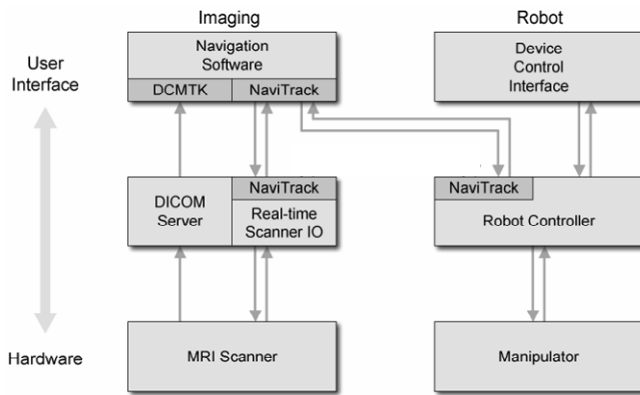 Imaging
Robot
User
Interface
Navigation
Software
DCMTK
NaviTrack
Device
Control
Interface
DICOM
Server
NaviTrack
Real-time
Scanner IO
NaviTrack
Robot Controller
Hardware
MRI Scanner
Manipulator